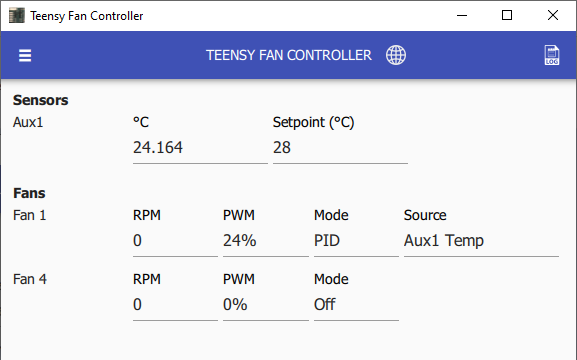 Teensy Fan Controller
TEENSY FAN CONTROLLER
LOG
Sensors
Aux1 °C Setpoint (°C)
24.164 28
Fans
Fan 1 RPM PWM Mode Source
0 24% PID Aux1 Temp
Fan 4 RPM PWM Mode
0 0% Off